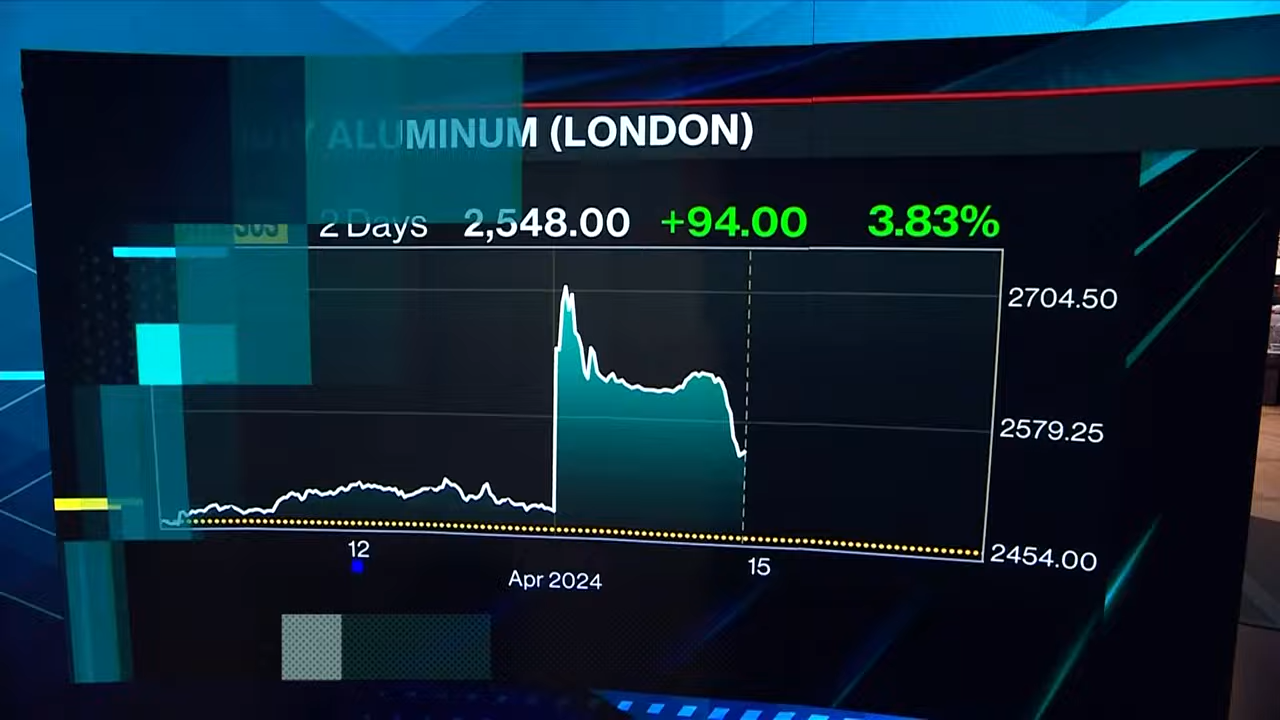 ALUMINUM (LONDON)
2 Days 2,548.00 +94.00 3.83%
2704.50
2579.25
2454.00
12 15
Apr 2024